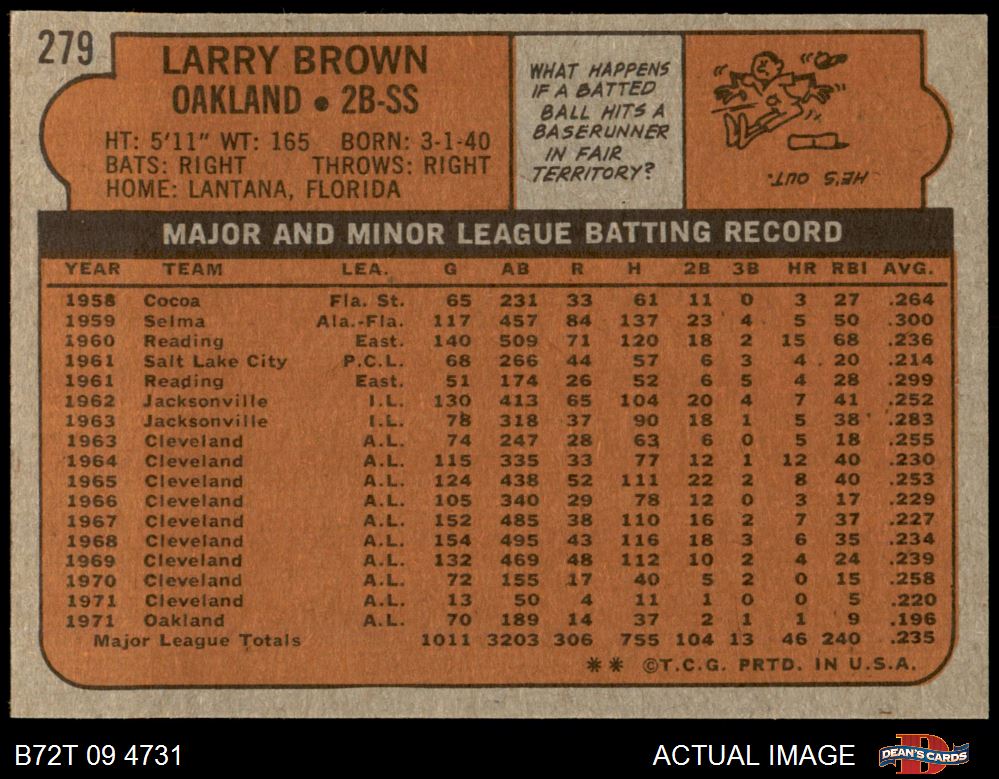 279
LARRY BROWN
OAKLAND • 2B-SS
HT: 5'11" WT: 165 BORN: 3-1-40
BATS: RIGHT THROWS: RIGHT
HOME: LANTANA, FLORIDA
WHAT HAPPENS
IF A BATTED
BALL HITS A
BASERUNNER
IN FAIR
TERRITORY?
HE'S OUT.
MAJOR AND MINOR LEAGUE BATTING RECORD
YEAR TEAM LEA. G AB R H 2B 3B HR RBI AVG.
1958 Cocoa Fla. St. 65 231 33 61 11 0 3 27 .264
1959 Selma Ala.-Fla. 117 457 84 137 23 4 5 50 .300
1960 Reading East. 140 509 71 120 18 2 15 68 .236
1961 Salt Lake City P.C.L. 68 266 44 57 6 3 4 20 .214
1961 Reading East. 51 174 26 52 6 5 4 28 .299
1962 Jacksonville I.L. 130 413 65 104 20 4 7 41 .252
1963 Jacksonville I.L. 78 318 37 90 18 1 5 38 .283
1963 Cleveland A.L. 74 247 28 63 6 0 5 18 .255
1964 Cleveland A.L. 115 335 33 77 12 1 12 40 .230
1965 Cleveland A.L. 124 438 52 111 22 2 8 40 .253
1966 Cleveland A.L. 105 340 29 78 12 0 3 17 .229
1967 Cleveland A.L. 152 485 38 110 16 2 7 37 .227
1968 Cleveland A.L. 154 495 43 116 18 3 6 35 .234
1969 Cleveland A.L. 132 469 48 112 10 2 4 24 .239
1970 Cleveland A.L. 72 155 17 40 5 2 0 15 .258
1971 Cleveland A.L. 13 50 4 11 1 0 0 5 .220
1971 Oakland A.L. 70 189 14 37 2 1 1 9 .196
Major League Totals 1011 3203 306 755 104 13 46 240 .235
** ©T.C.G. PRTD. IN U.S.A.
B72T 09 4731
ACTUAL IMAGE
D
DEAN'S CARDS